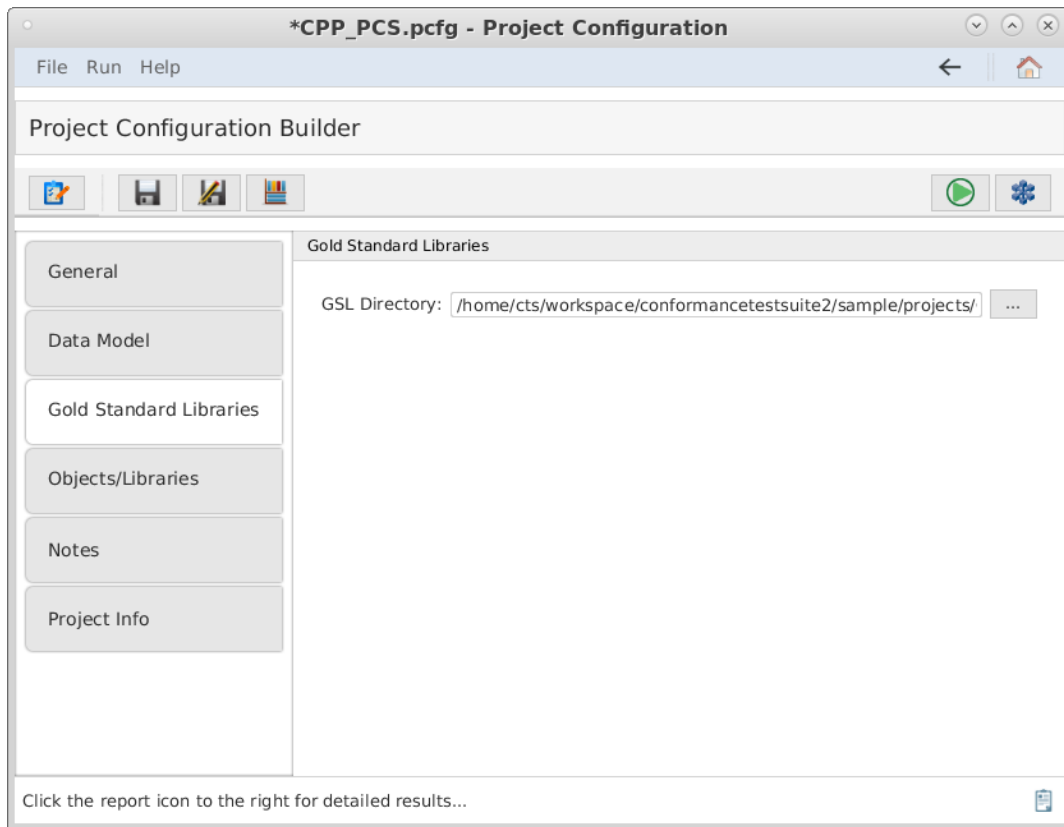 *CPP_PCS.pcfg - Project Configuration
File Run Help
Project Configuration Builder
General
Data Model
Gold Standard Libraries
Objects/Libraries
Notes
Project Info
Gold Standard Libraries
GSL Directory: /home/cts/workspace/conformancetestsuite2/sample/projects/ ...
Click the report icon to the right for detailed results...